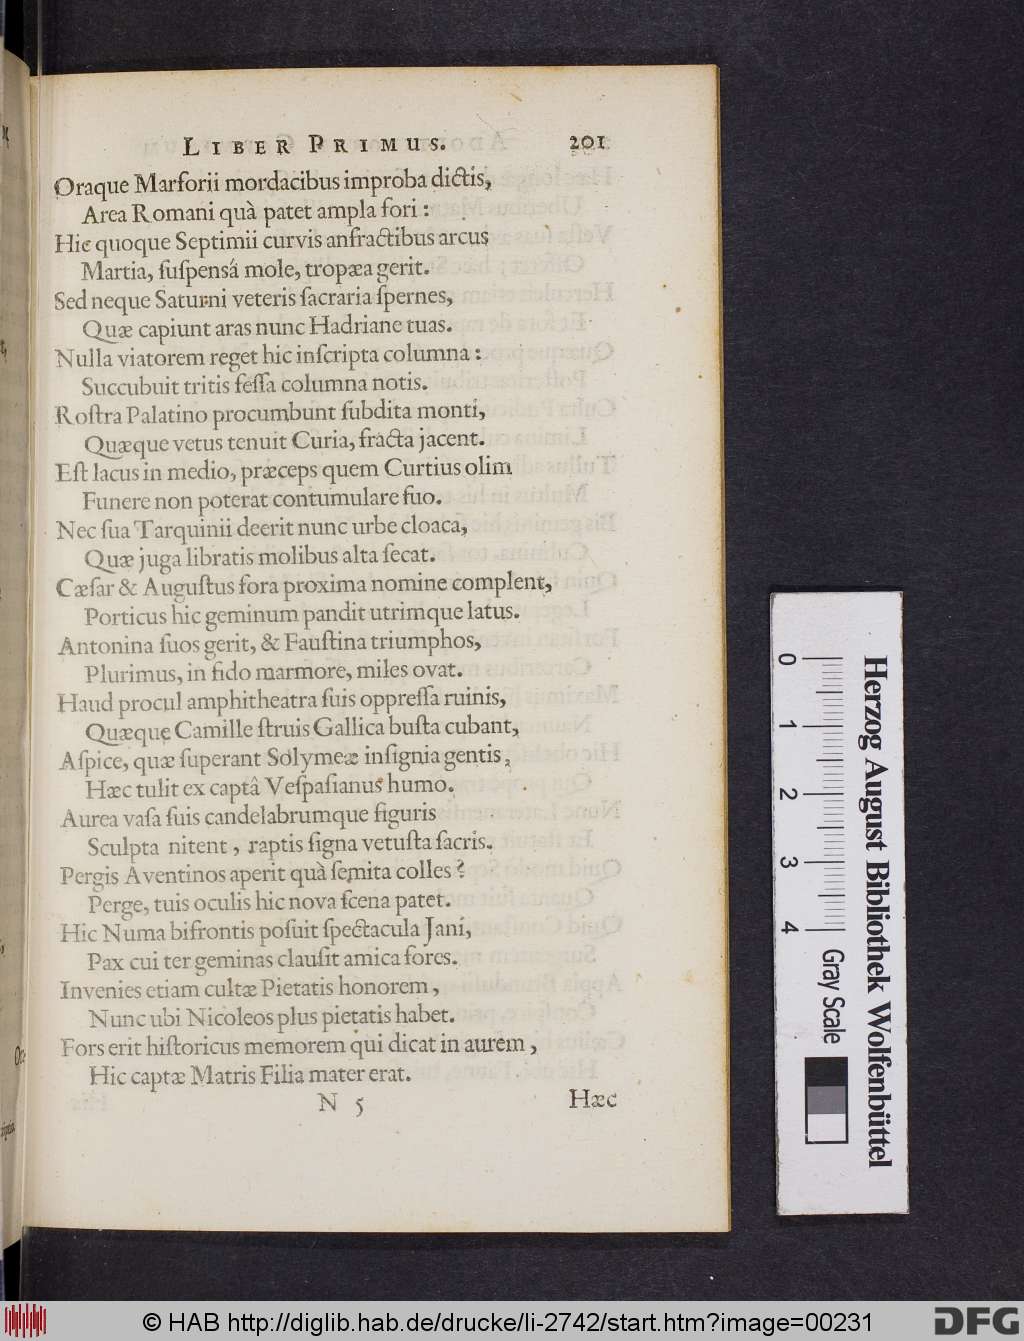 LIBER PRIMUS. 201
Oraque Marforii mordacibus improba dictis,
Area Romani quà patet ampla fori :
Hic quoque Septimii curvis anfractibus arcus
Martia, ſuſpensâ mole, tropæa gerit.
Sed neque Saturni veteris ſacraria ſpernes,
Quæ capiunt aras nunc Hadriane tuas.
Nulla viatorem reget hic inſcripta columna :
Succubuit tritis feſſa columna notis.
Roſtra Palatino procumbunt ſubdita monti,
Quæque vetus tenuit Curia, fracta jacent.
Eſt lacus in medio, præceps quem Curtius olim
Funere non poterat contumulare ſuo.
Nec ſua Tarquinii deerit nunc urbe cloaca,
Quæ juga libratis molibus alta ſecat.
Cæſar & Auguſtus fora proxima nomine complent,
Porticus hic geminum pandit utrimque latus.
Antonina ſuos gerit, & Fauſtina triumphos,
Plurimus, in fido marmore, miles ovat.
Haud procul amphitheatra ſuis oppreſſa ruinis,
Quæque Camille ſtruis Gallica buſta cubant,
Aſpice, quæ ſuperant Solymeæ inſignia gentis,
Hæc tulit ex captâ Veſpaſianus humo.
Aurea vaſa ſuis candelabrumque figuris
Sculpta nitent, raptis ſigna vetuſta ſacris.
Pergis Aventinos aperit quà ſemita colles ?
Perge, tuis oculis hic nova ſcena patet.
Hic Numa bifrontis poſuit ſpectacula Jani,
Pax cui ter geminas clauſit amica fores.
Invenies etiam cultæ Pietatis honorem,
Nunc ubi Nicoleos plus pietatis habet.
Fors erit hiſtoricus memorem qui dicat in aurem,
Hic captæ Matris Filia mater erat.
N 5 Hæc
0 1 2 3 4
Gray Scale
Herzog August Bibliothek Wolfenbüttel
© HAB http://diglib.hab.de/drucke/li-2742/start.htm?image=00231
DFG